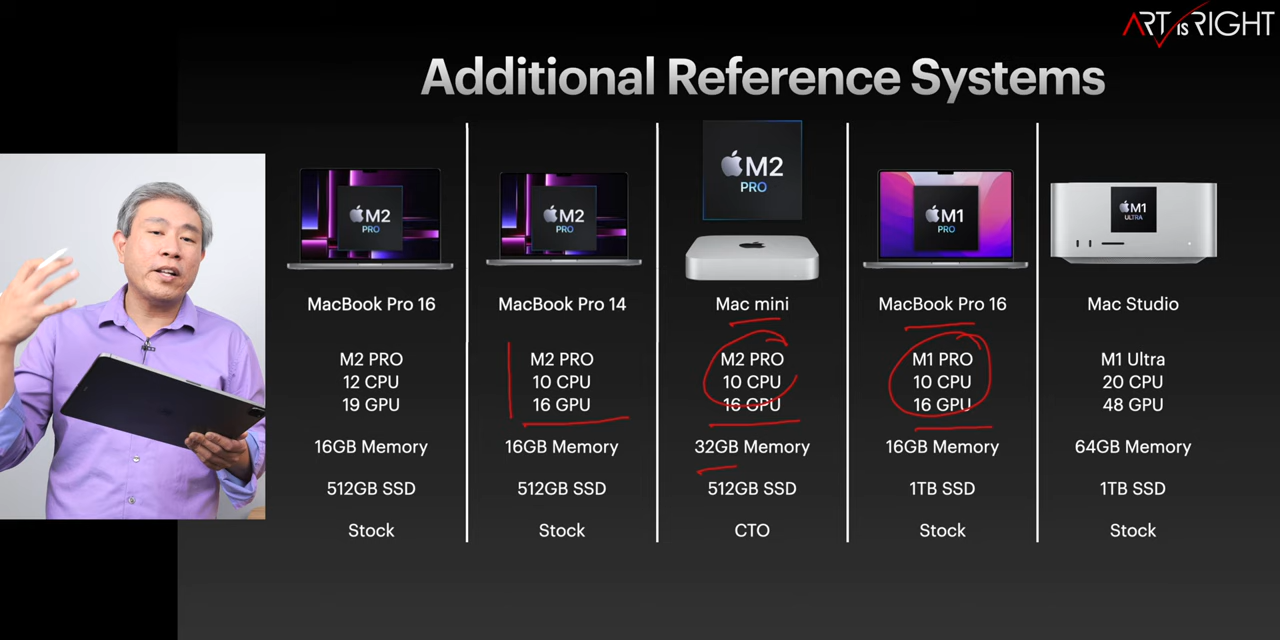 ART IS RIGHT
Additional Reference Systems
M2
PRO
MacBook Pro 16
M2 PRO
12 CPU
19 GPU
16GB Memory
512GB SSD
Stock
M2
PRO
MacBook Pro 14
M2 PRO
10 CPU
16 GPU
16GB Memory
512GB SSD
Stock
M2
PRO
Mac mini
M2 PRO
10 CPU
16 GPU
32GB Memory
512GB SSD
CTO
M1
PRO
MacBook Pro 16
M1 PRO
10 CPU
16 GPU
16GB Memory
1TB SSD
Stock
M1
ULTRA
Mac Studio
M1 Ultra
20 CPU
48 GPU
64GB Memory
1TB SSD
Stock